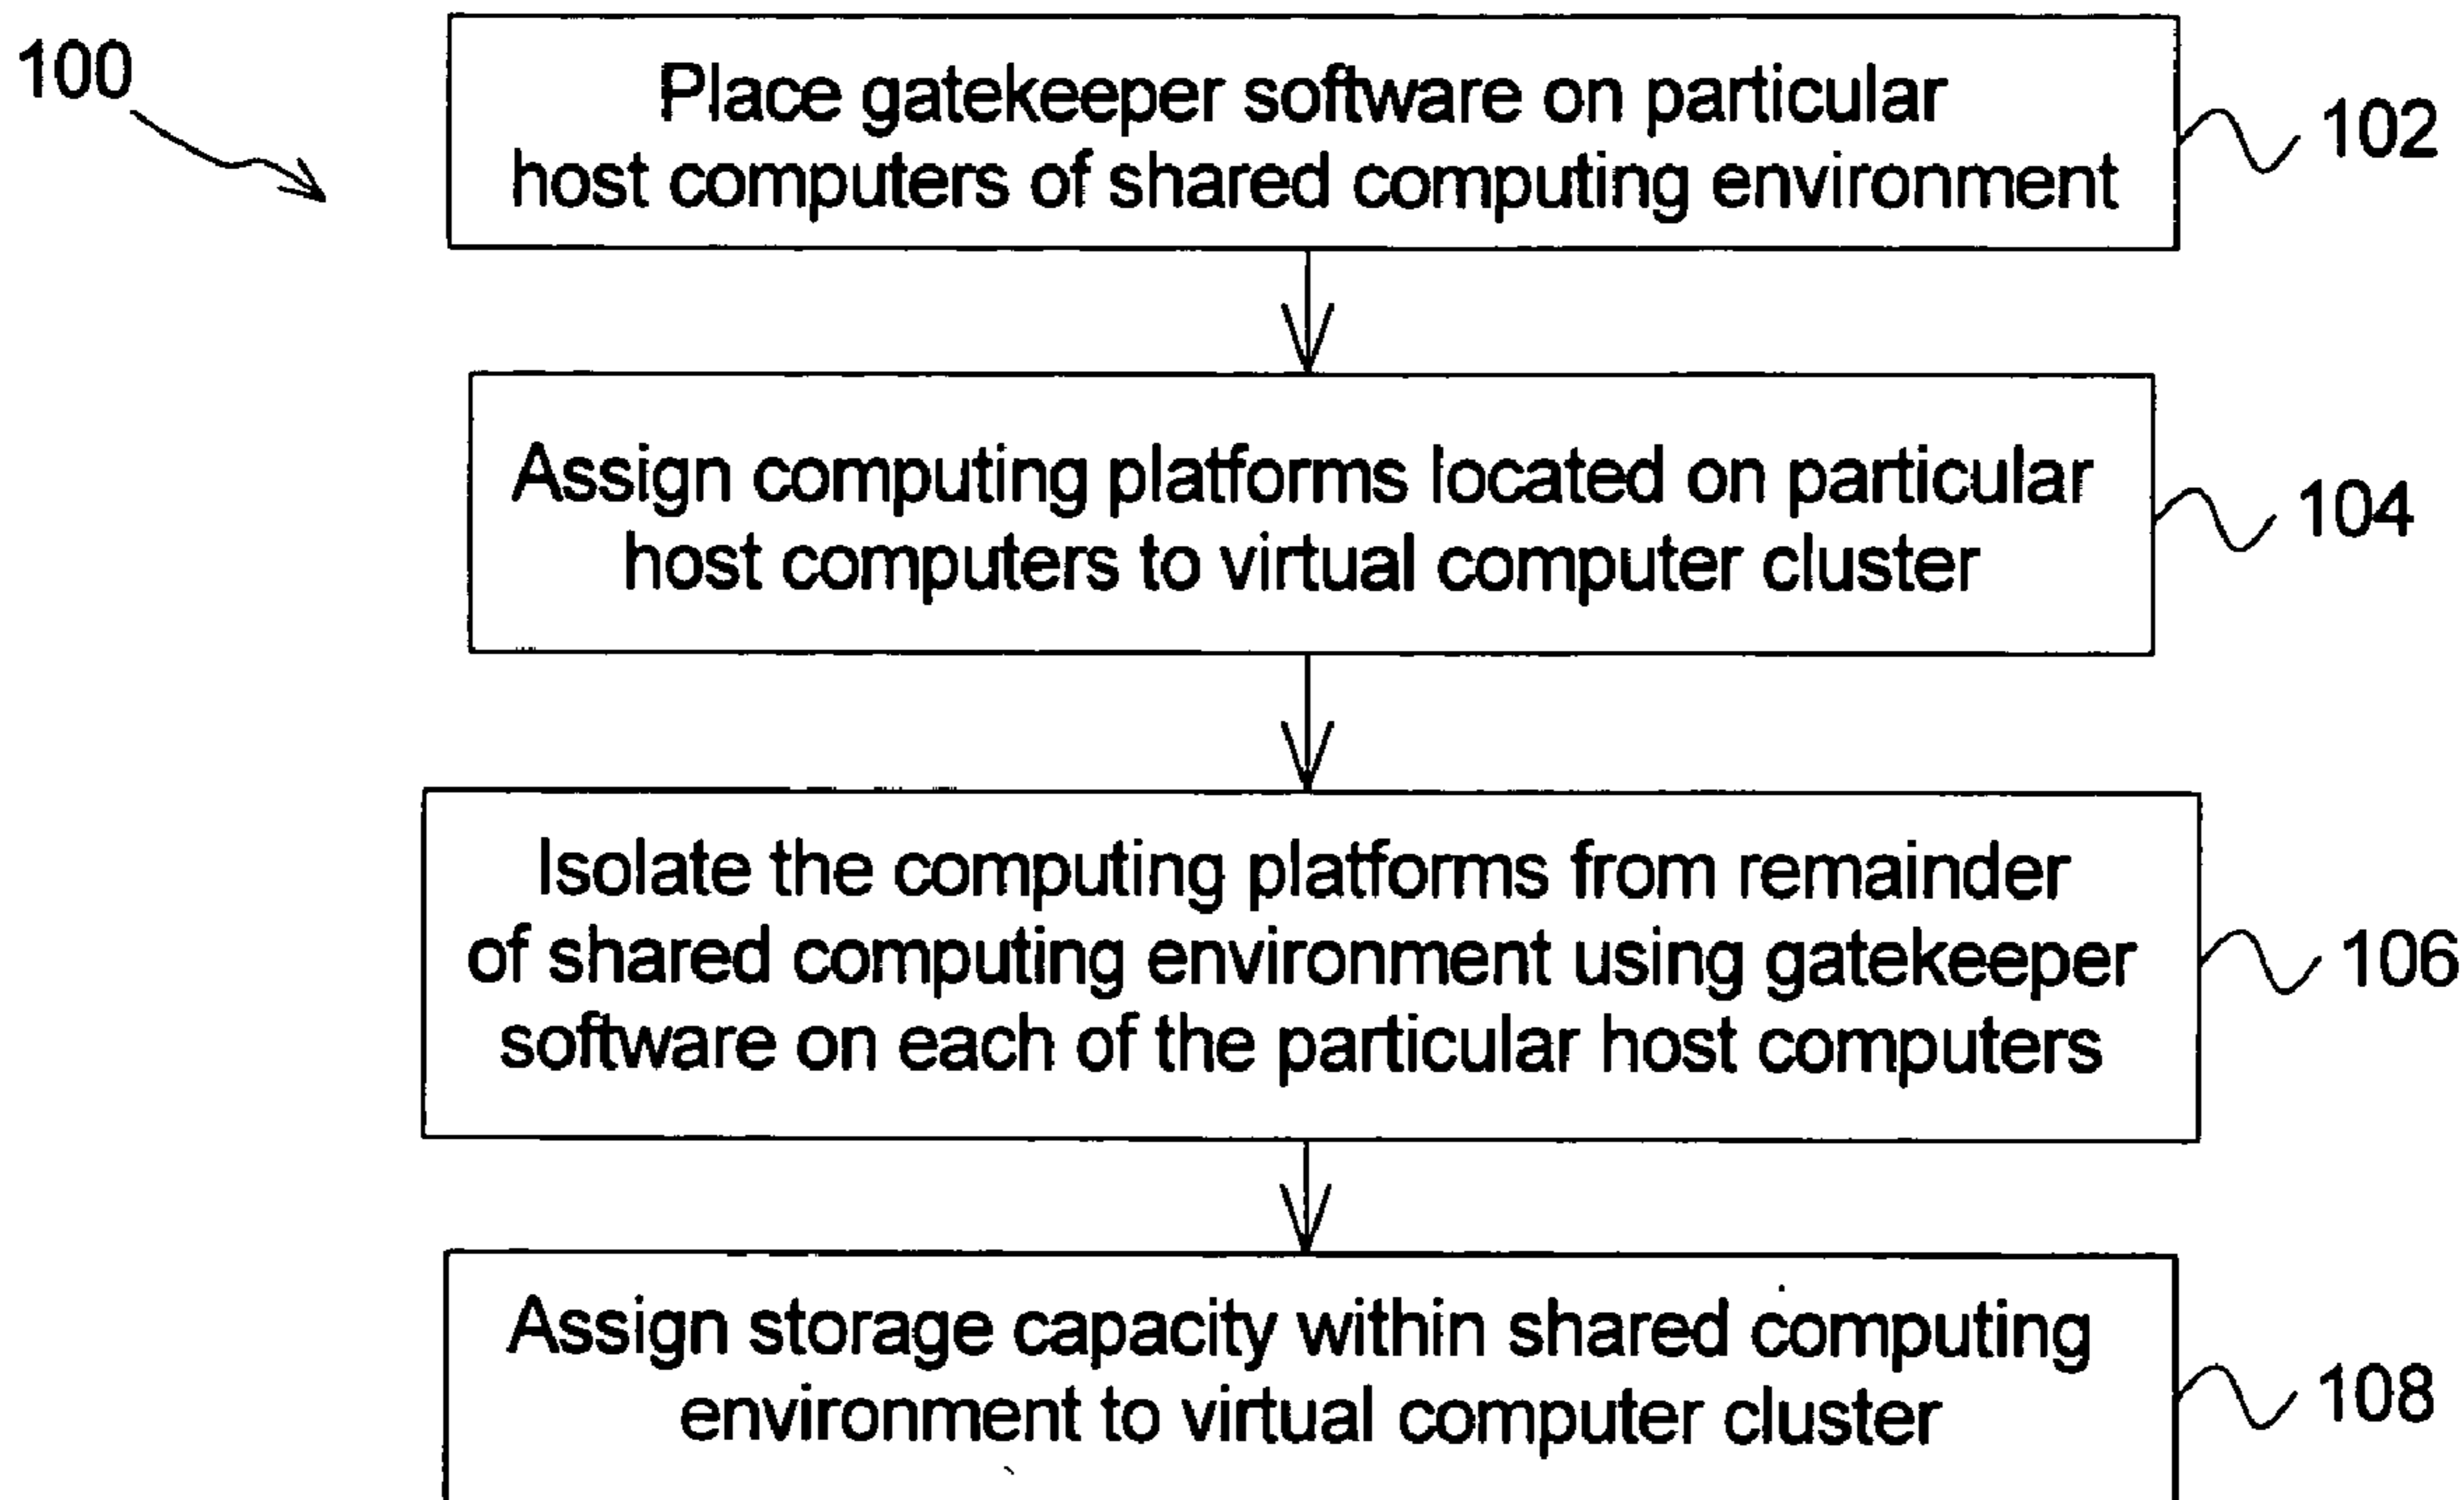 100
Place gatekeeper software on particular
host computers of shared computing environment
102
Assign computing platforms located on particular
host computers to virtual computer cluster
104
Isolate the computing platforms from remainder
of shared computing environment using gatekeeper
software on each of the particular host computers
106
Assign storage capacity within shared computing
environment to virtual computer cluster
108